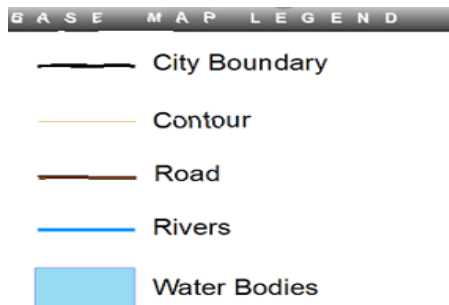 BASE MAP LEGEND
City Boundary
Contour
Road
Rivers
Water Bodies